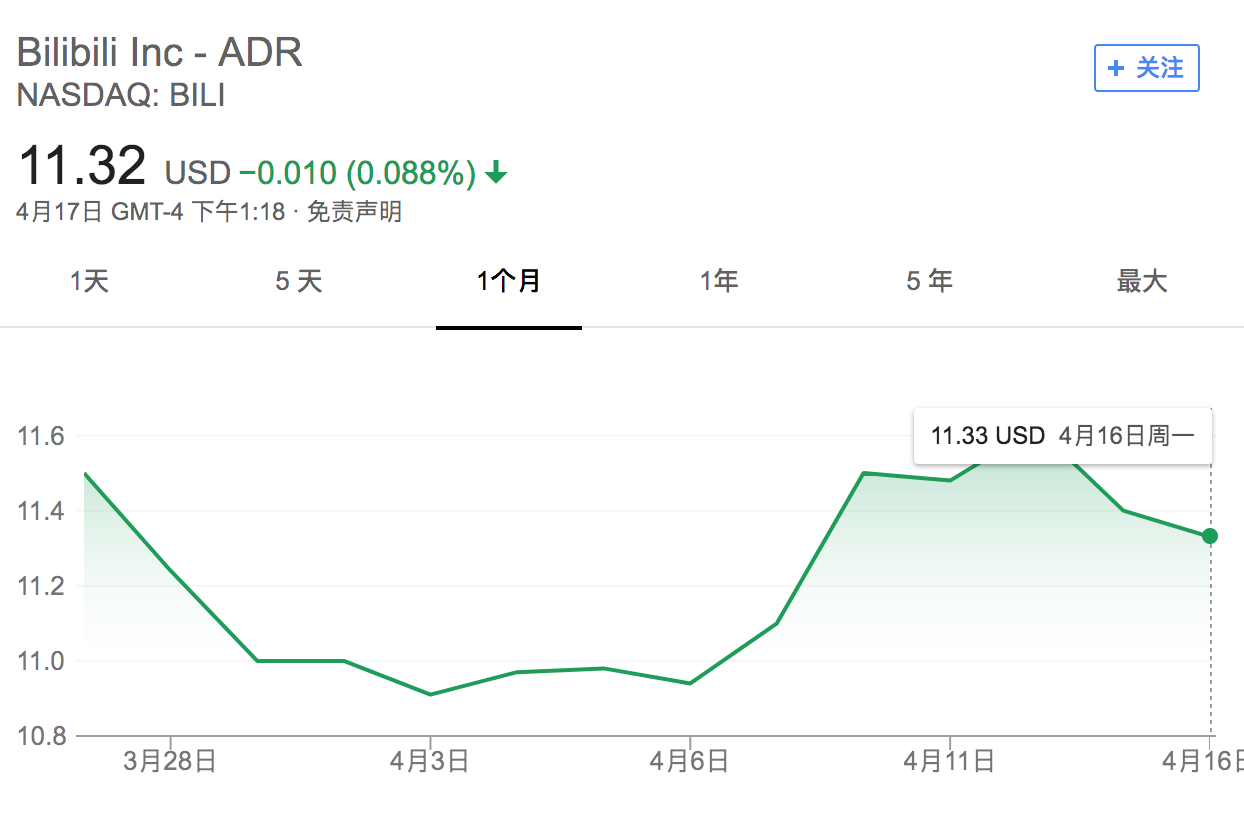 Bilibili Inc - ADR
NASDAQ: BILI
+ 关注
11.32 USD −0.010 (0.088%)
4月17日 GMT-4 下午1:18 · 免责声明
1天 5 天 1个月 1年 5 年 最大
11.33 USD 4月16日周一
11.6
11.4
11.2
11.0
10.8
3月28日 4月3日 4月6日 4月11日 4月16日